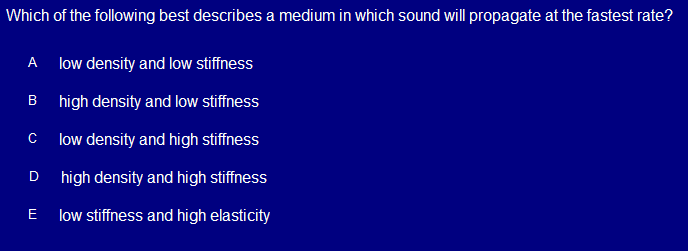 Which of the following best describes a medium in which sound will propagate at the fastest rate?
A low density and low stiffness
B high density and low stiffness
C low density and high stiffness
D high density and high stiffness
E low stiffness and high elasticity